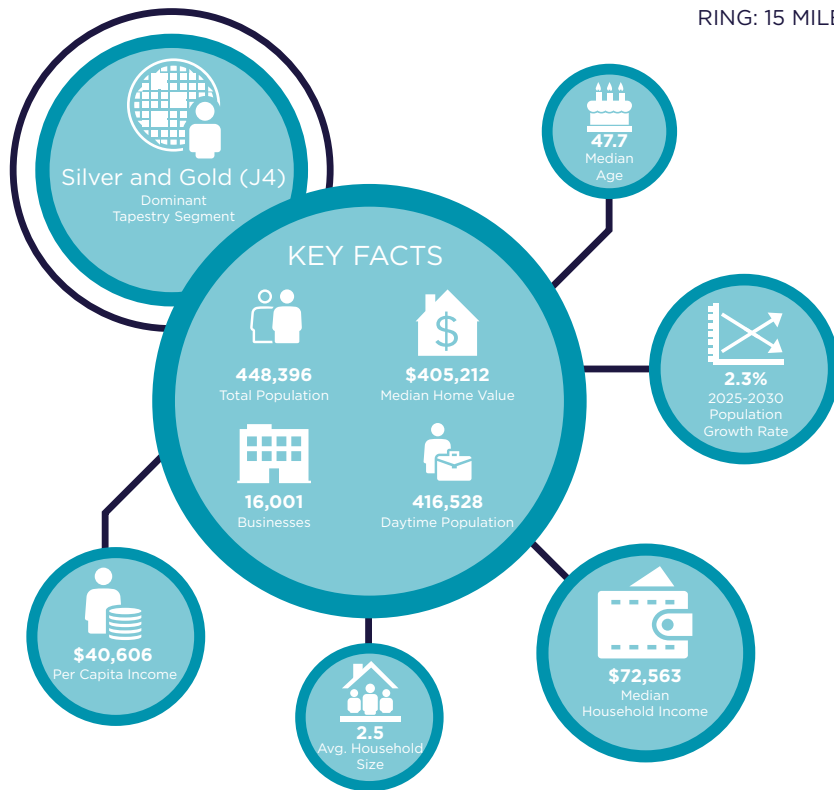 RING: 15 MILE
Silver and Gold (J4)
Dominant
Tapestry Segment
47.7
Median
Age
KEY FACTS
448,396
Total Population
$405,212
Median Home Value
16,001
Businesses
416,528
Daytime Population
2.3%
2025-2030
Population
Growth Rate
$40,606
Per Capita Income
2.5
Avg. Household
Size
$72,563
Median
Household Income